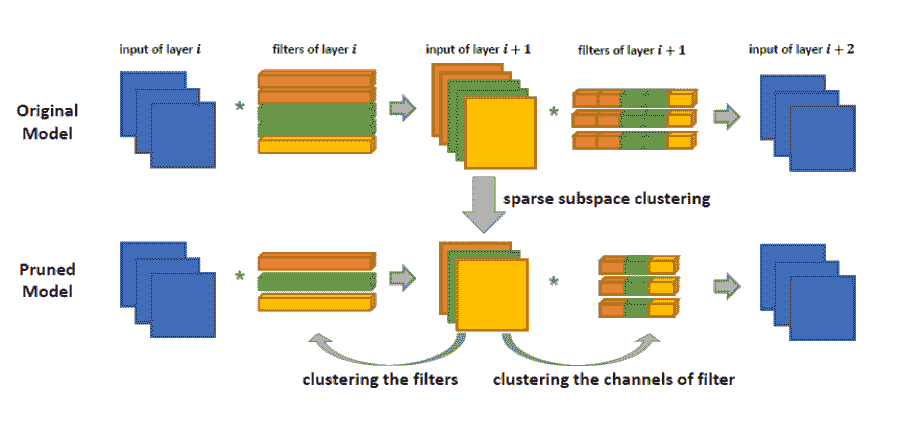 input of layer i
filters of layer i
input of layer i + 1
filters of layer i + 1
input of layer i + 2
Original
Model
*
*
sparse subspace clustering
Pruned
Model
*
*
clustering the filters
clustering the channels of filter